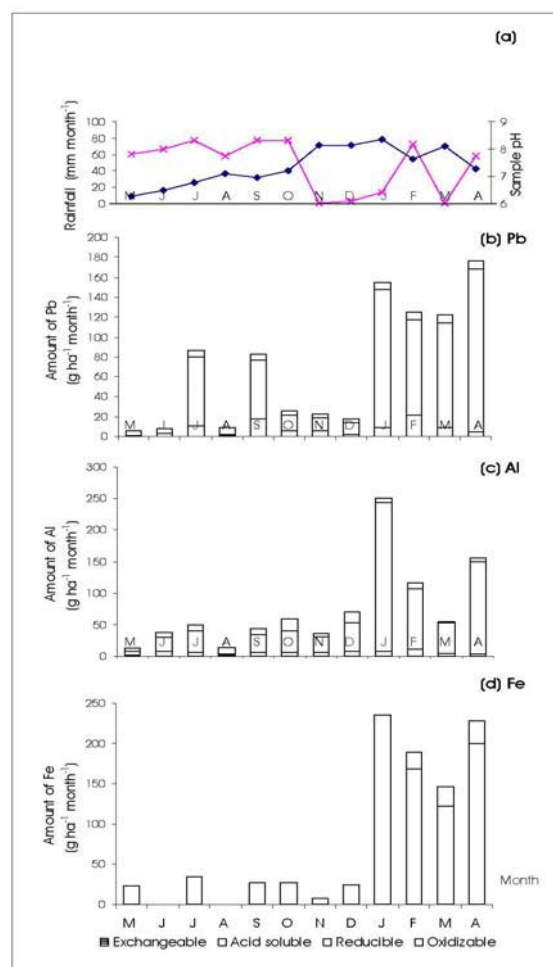 (a)
Rainfall (mm month⁻¹)
100
80
60
40
20
0
M J J A S O N D J F M A
9
8
7
6
Sample pH
(b) Pb
Amount of Pb
(g ha⁻¹ month⁻¹)
200
180
160
140
120
100
80
60
40
20
0
M J J A S O N D J F M A
(c) Al
Amount of Al
(g ha⁻¹ month⁻¹)
300
250
200
150
100
50
0
M J J A S O N D J F M A
(d) Fe
Amount of Fe
(g ha⁻¹ month⁻¹)
250
200
150
100
50
0
Month
M J J A S O N D J F M A
Exchangeable Acid soluble Reducible Oxidizable